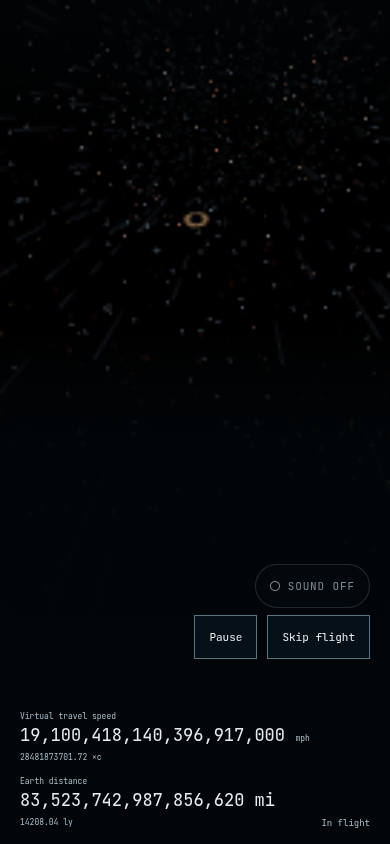 SOUND OFF
Pause
Skip flight
Virtual travel speed
19,100,418,140,396,917,000 mph
28481873701.72 ×c
Earth distance
83,523,742,987,856,620 mi
14208.04 ly
In flight